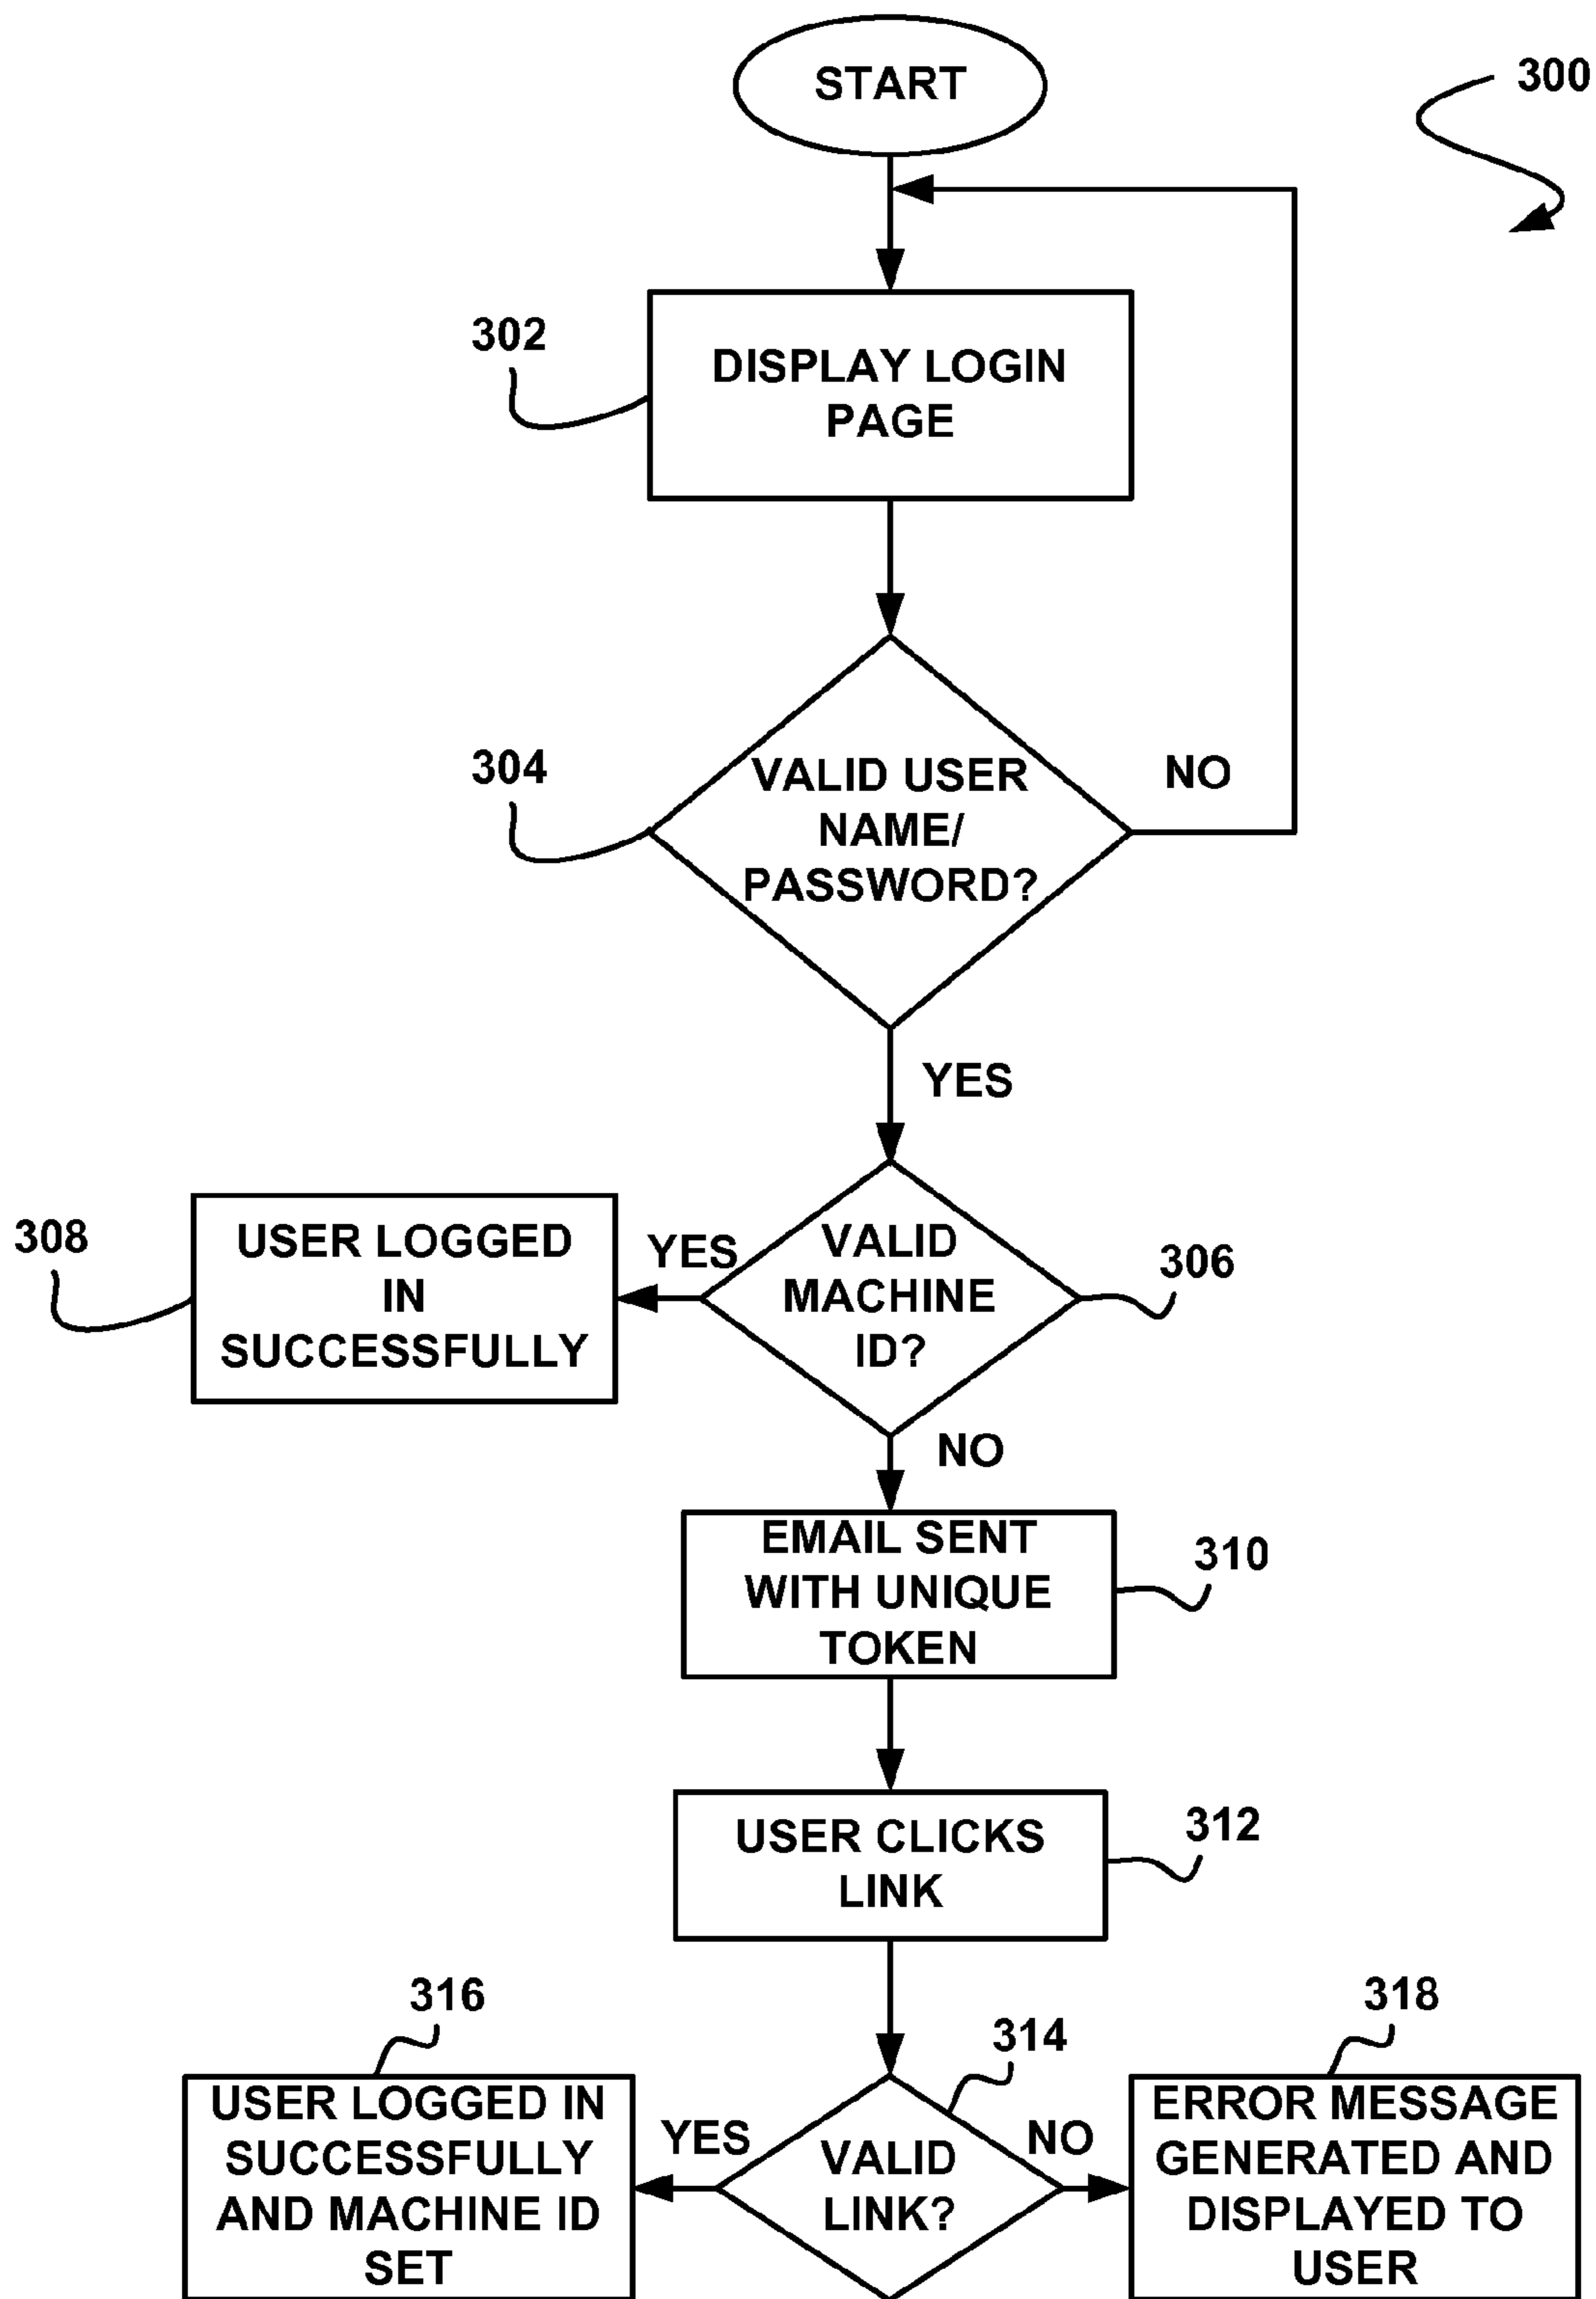 START
300
302
DISPLAY LOGIN
PAGE
304
VALID USER
NAME/
PASSWORD?
NO
YES
308
USER LOGGED
IN
SUCCESSFULLY
YES
VALID
MACHINE
ID?
306
NO
EMAIL SENT
WITH UNIQUE
TOKEN
310
USER CLICKS
LINK
312
316
314
318
USER LOGGED IN
SUCCESSFULLY
AND MACHINE ID
SET
YES
VALID
LINK?
NO
ERROR MESSAGE
GENERATED AND
DISPLAYED TO
USER